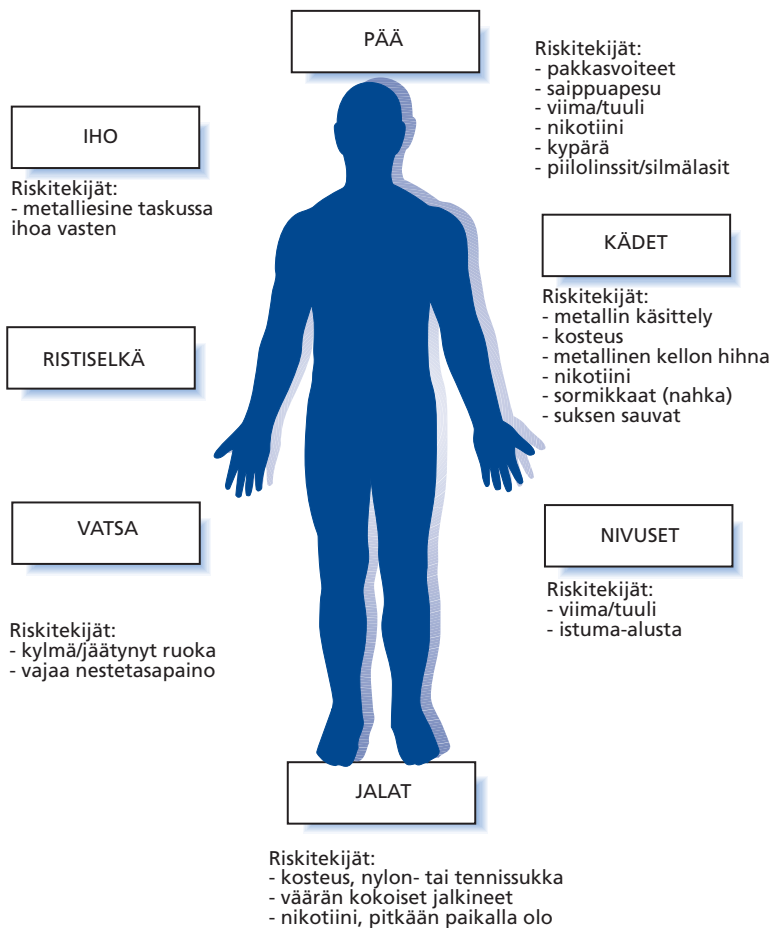 PÄÄ
Riskitekijät:
- pakkasvoiteet
- saippuapesu
- viima/tuuli
- nikotiini
- kypärä
- piilolinssit/silmälasit
IHO
Riskitekijät:
- metalliesine taskussa
ihoa vasten
KÄDET
Riskitekijät:
- metallin käsittely
- kosteus
- metallinen kellon hihna
- nikotiini
- sormikkaat (nahka)
- suksen sauvat
RISTISELKÄ
VATSA
Riskitekijät:
- kylmä/jäätynyt ruoka
- vajaa nestetasapaino
NIVUSET
Riskitekijät:
- viima/tuuli
- istuma-alusta
JALAT
Riskitekijät:
- kosteus, nylon- tai tennissukka
- väärän kokoiset jalkineet
- nikotiini, pitkään paikalla olo